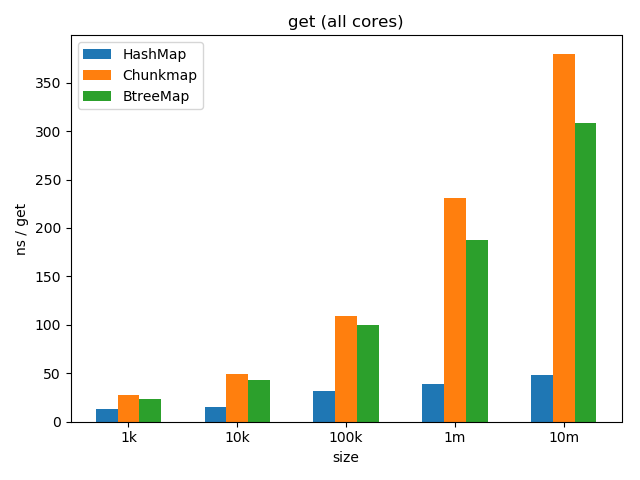 get (all cores)
HashMap
Chunkmap
BtreeMap
ns / get
350
300
250
200
150
100
50
0
1k 10k 100k 1m 10m
size